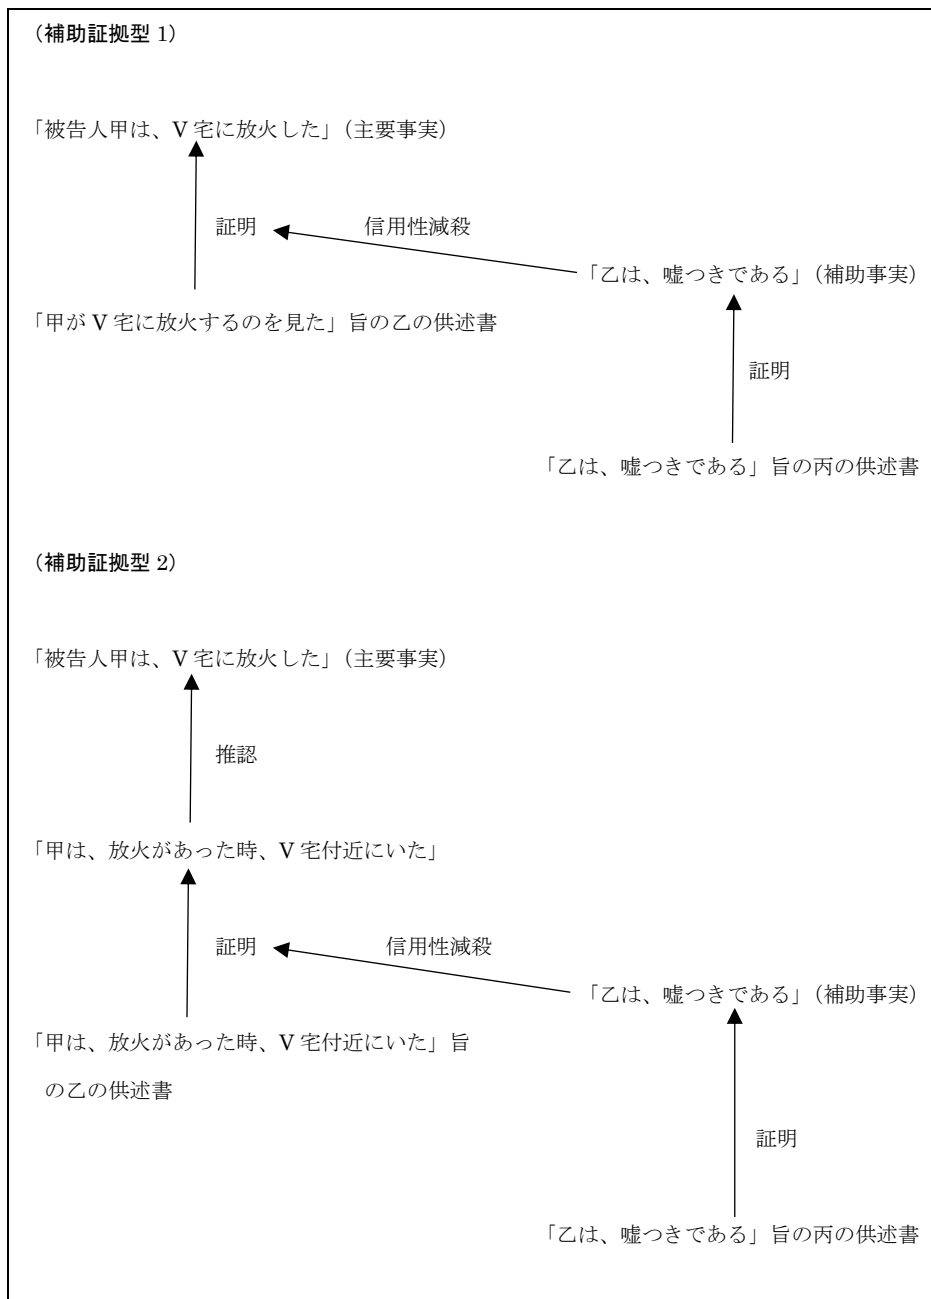 （補助証拠型 1）
「被告人甲は、V 宅に放火した」（主要事実）
証明
信用性減殺
「乙は、嘘つきである」（補助事実）
「甲が V 宅に放火するのを見た」旨の乙の供述書
証明
「乙は、嘘つきである」旨の丙の供述書
（補助証拠型 2）
「被告人甲は、V 宅に放火した」（主要事実）
推認
「甲は、放火があった時、V 宅付近にいた」
証明
信用性減殺
「乙は、嘘つきである」（補助事実）
「甲は、放火があった時、V 宅付近にいた」旨
の乙の供述書
証明
「乙は、嘘つきである」旨の丙の供述書